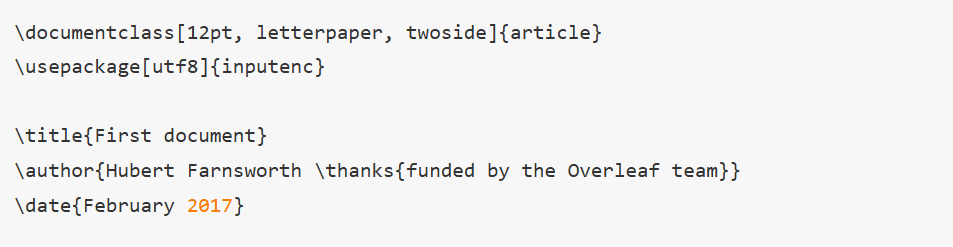 \documentclass[12pt, letterpaper, twoside]{article}
\usepackage[utf8]{inputenc}
\title{First document}
\author{Hubert Farnsworth \thanks{funded by the Overleaf team}}
\date{February 2017}